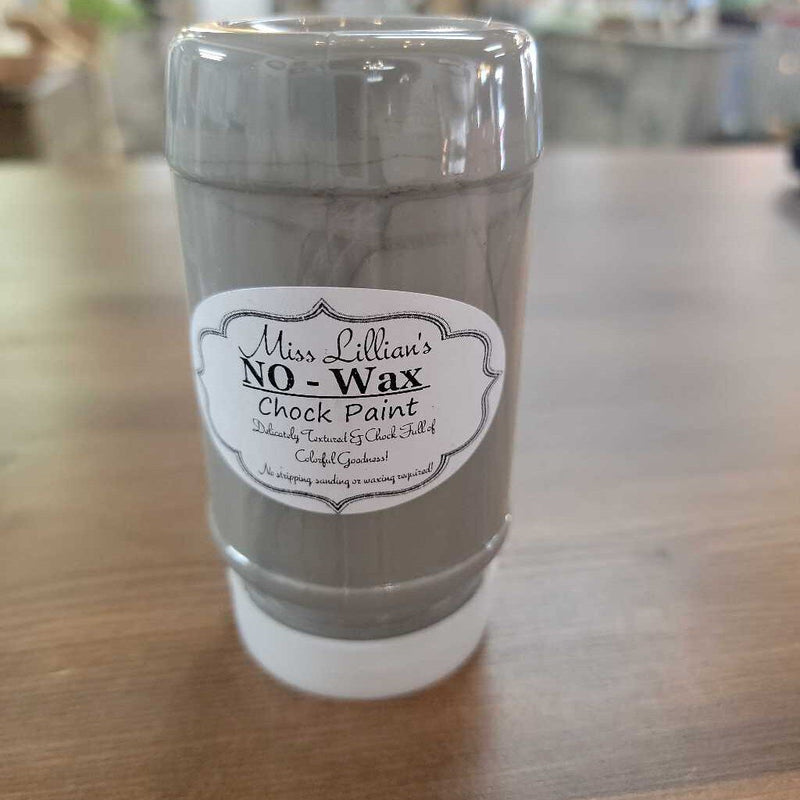 Miss Lillian's
NO - Wax
Chock Paint
Delicately Textured & Chock Full of
Colorful Goodness!
No stripping, sanding or waxing required!